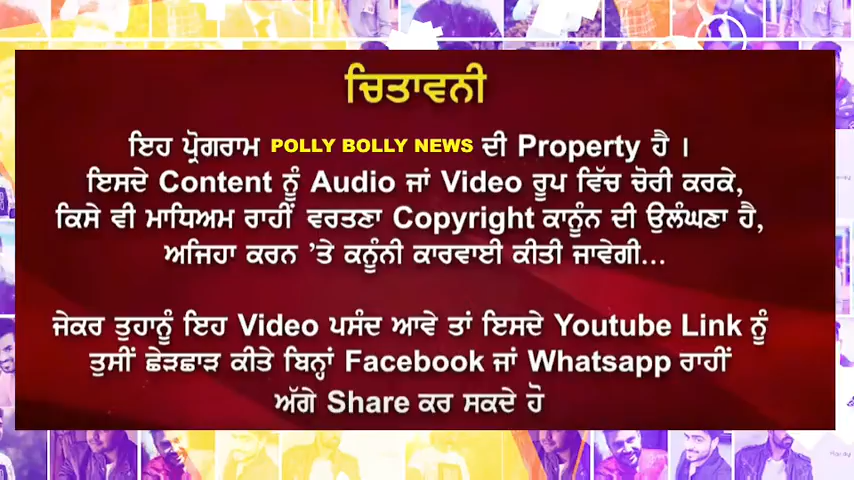 ਚਿਤਾਵਨੀ
ਇਹ ਪ੍ਰੋਗਰਾਮ POLLY BOLLY NEWS ਦੀ Property ਹੈ ।
ਇਸਦੇ Content ਨੂੰ Audio ਜਾਂ Video ਰੂਪ ਵਿੱਚ ਚੋਰੀ ਕਰਕੇ,
ਕਿਸੇ ਵੀ ਮਾਧਿਅਮ ਰਾਹੀਂ ਵਰਤਣਾ Copyright ਕਾਨੂੰਨ ਦੀ ਉਲੰਘਣਾ ਹੈ,
ਅਜਿਹਾ ਕਰਨ 'ਤੇ ਕਨੂੰਨੀ ਕਾਰਵਾਈ ਕੀਤੀ ਜਾਵੇਗੀ...
ਜੇਕਰ ਤੁਹਾਨੂੰ ਇਹ Video ਪਸੰਦ ਆਵੇ ਤਾਂ ਇਸਦੇ Youtube Link ਨੂੰ
ਤੁਸੀਂ ਛੇੜਛਾੜ ਕੀਤੇ ਬਿਨ੍ਹਾਂ Facebook ਜਾਂ Whatsapp ਰਾਹੀਂ
ਅੱਗੇ Share ਕਰ ਸਕਦੇ ਹੋ